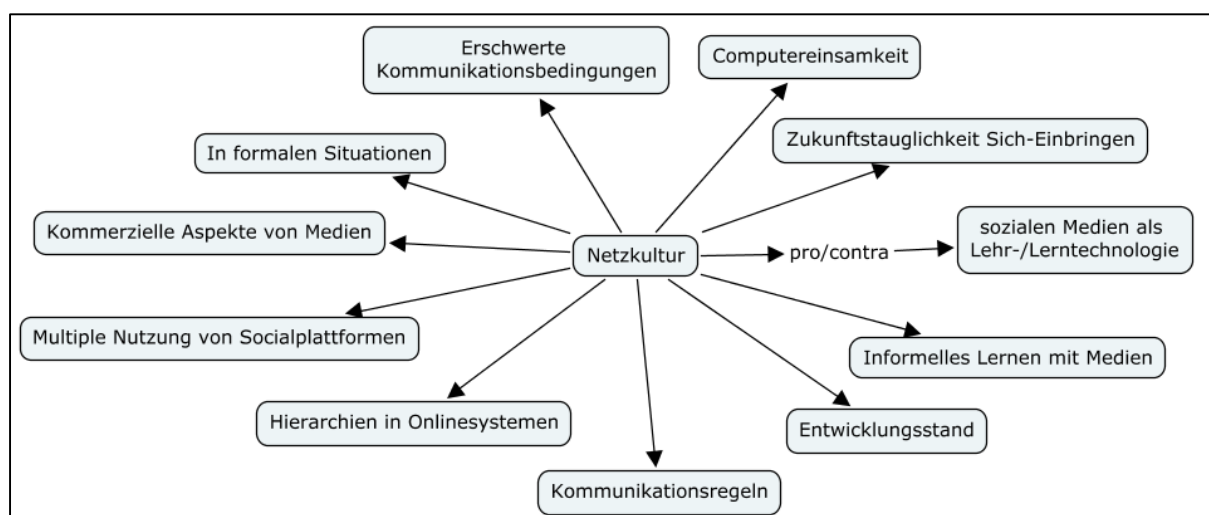 Erschwerte
Kommunikationsbedingungen
Computereinsamkeit
Zukunftstauglichkeit Sich-Einbringen
In formalen Situationen
Kommerzielle Aspekte von Medien
Netzkultur
pro/contra
sozialen Medien als
Lehr-/Lerntechnologie
Multiple Nutzung von Socialplattformen
Informelles Lernen mit Medien
Hierarchien in Onlinesystemen
Entwicklungsstand
Kommunikationsregeln